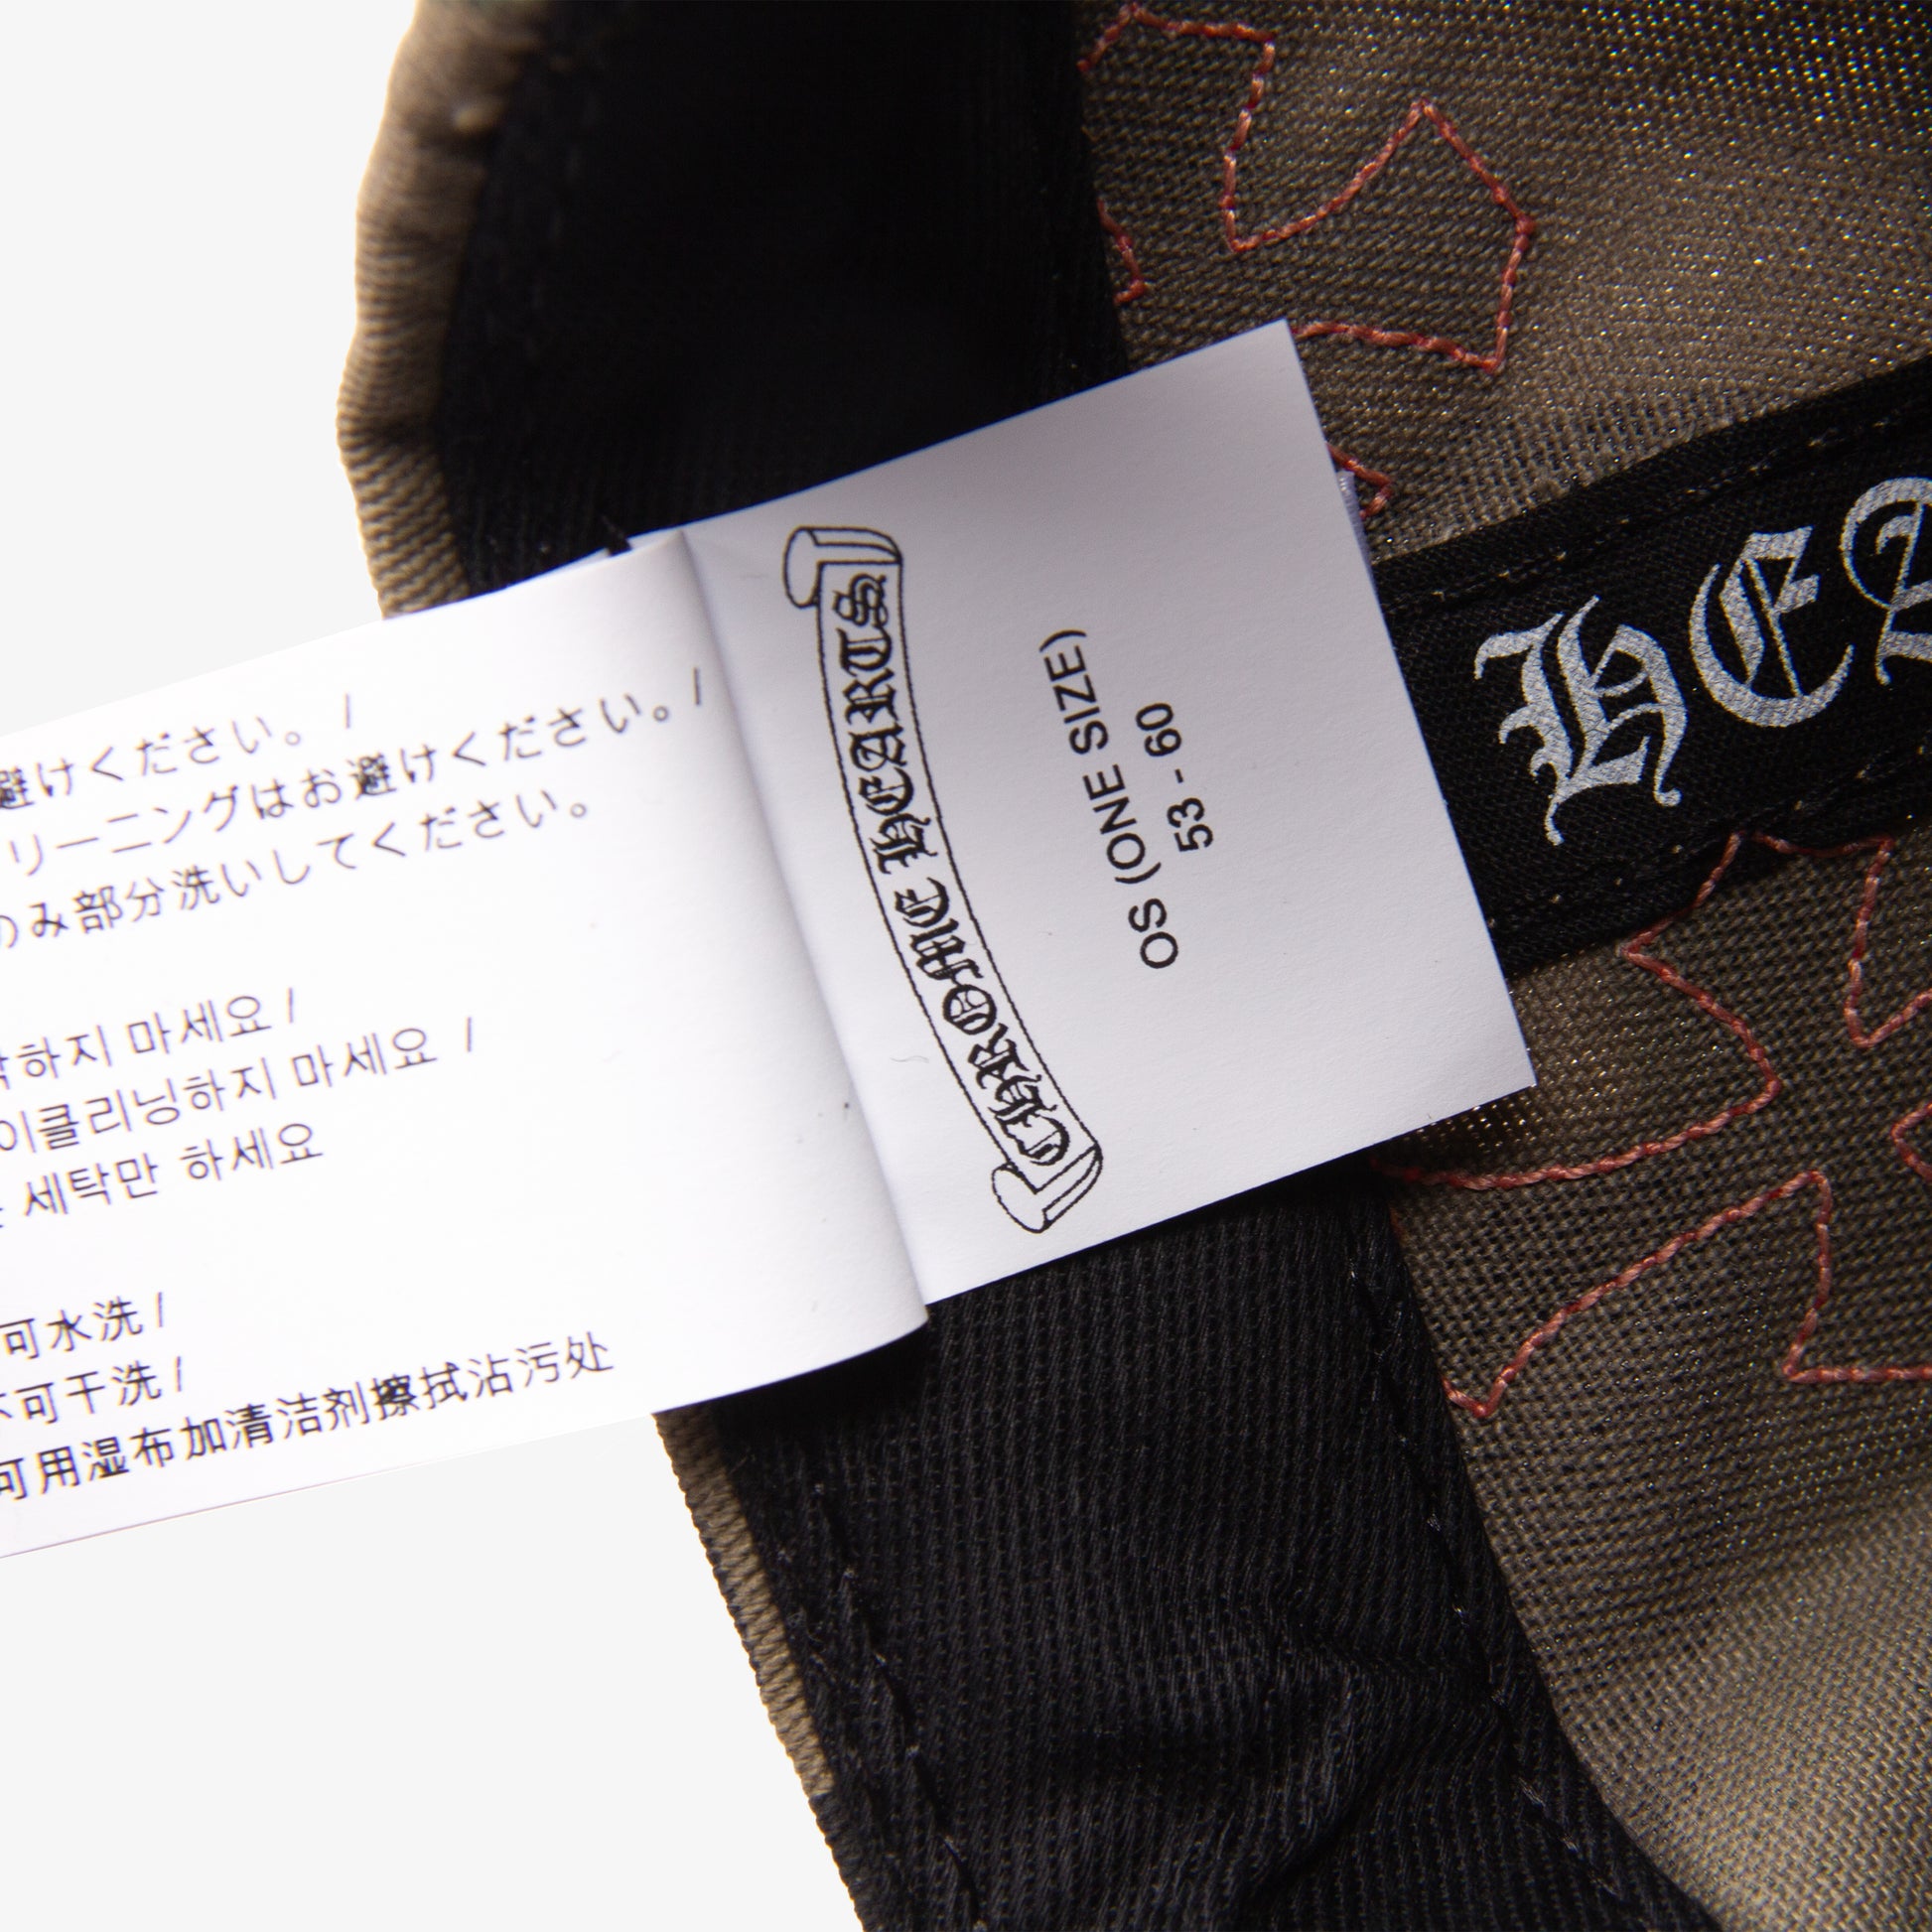 避けください。 /
リーニングはお避けください。 /
のみ部分洗いしてください。
하지 마세요 /
이클리닝하지 마세요 /
세탁만 하세요
可水洗 /
不可干洗 /
可用湿布加清洁剂擦拭沾污处
CHROME HEARTS
OS (ONE SIZE)
53 - 60
HEA